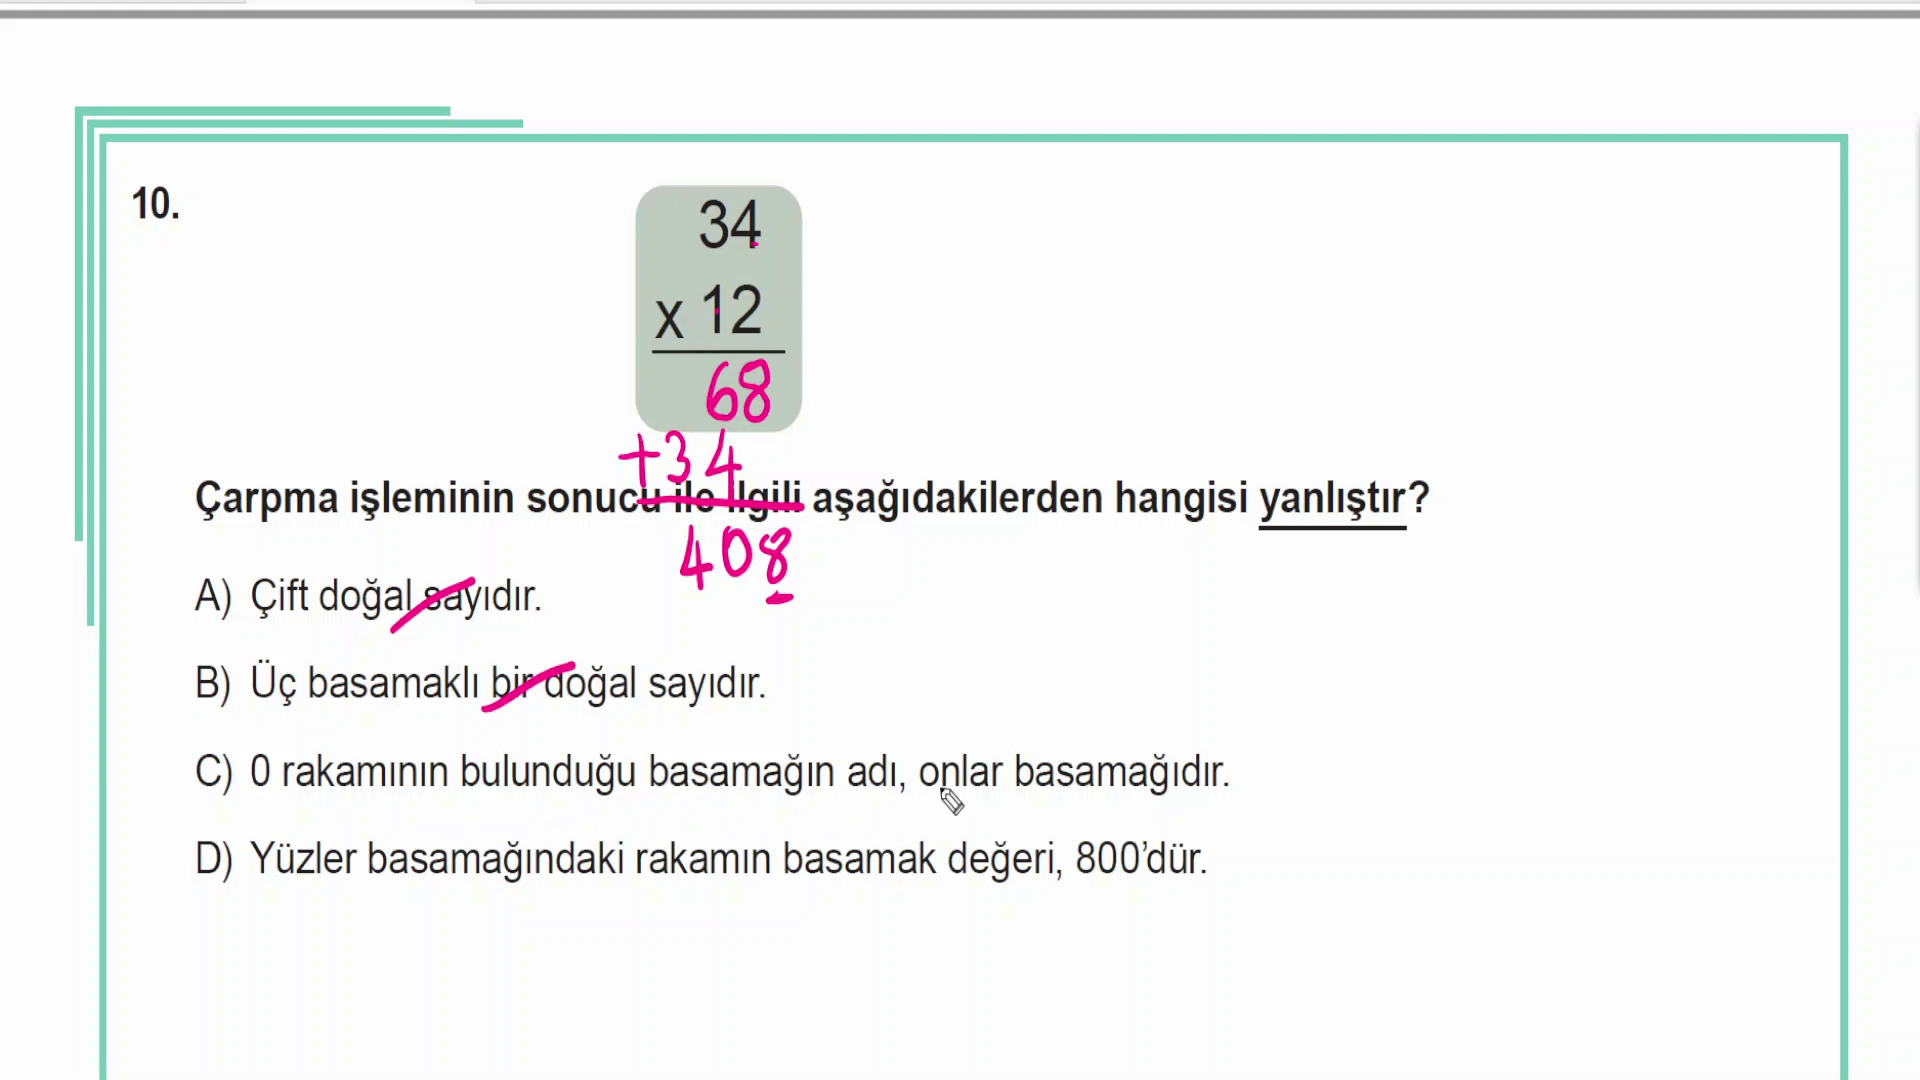 10.
34
x 12
68
+34
408
Çarpma işleminin sonucu ile ilgili aşağıdakilerden hangisi yanlıştır?
A) Çift doğal sayıdır.
B) Üç basamaklı bir doğal sayıdır.
C) 0 rakamının bulunduğu basamağın adı, onlar basamağıdır.
D) Yüzler basamağındaki rakamın basamak değeri, 800’dür.